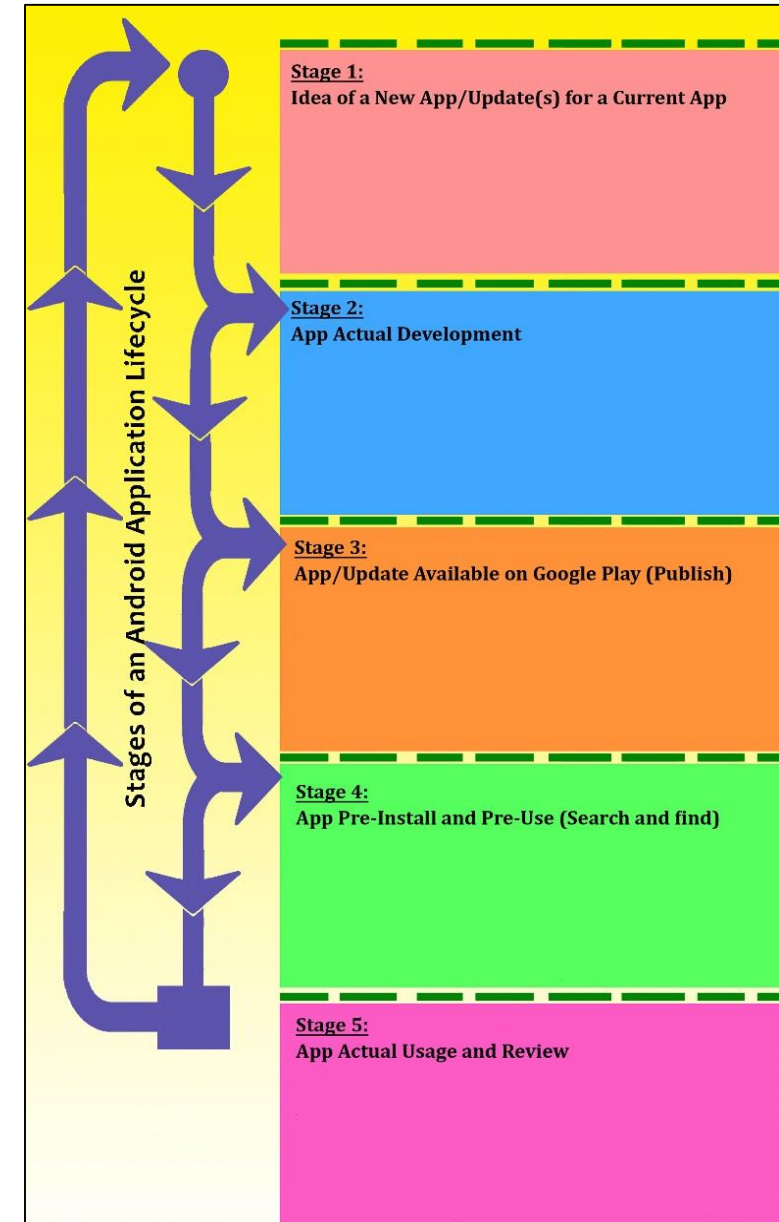 Stages of an Android Application Lifecycle
Stage 1:
Idea of a New App/Update(s) for a Current App
Stage 2:
App Actual Development
Stage 3:
App/Update Available on Google Play (Publish)
Stage 4:
App Pre-Install and Pre-Use (Search and find)
Stage 5:
App Actual Usage and Review